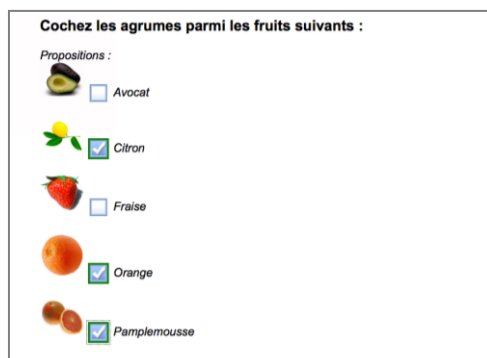 Cochez les agrumes parmi les fruits suivants :
Propositions :
Avocat
Citron
Fraise
Orange
Pamplemousse